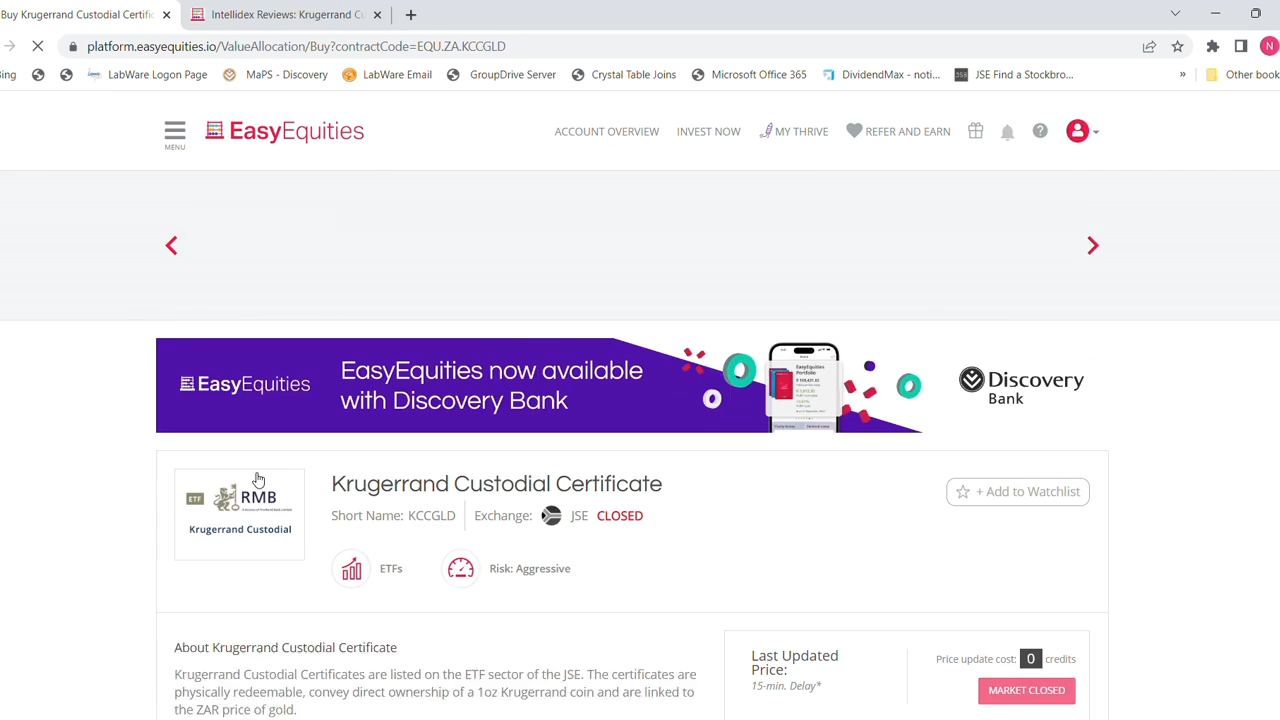 Buy Krugerrand Custodial Certific
Intellidex Reviews: Krugerrand Cu
platform.easyequities.io/ValueAllocation/Buy?contractCode=EQU.ZA.KCCGLD
N
Bing
LabWare Logon Page
MaPS - Discovery
LabWare Email
GroupDrive Server
Crystal Table Joins
Microsoft Office 365
DividendMax - noti...
JSE Find a Stockbro...
»
Other book
MENU
EasyEquities
ACCOUNT OVERVIEW
INVEST NOW
MY THRIVE
REFER AND EARN
EasyEquities
EasyEquities now available
with Discovery Bank
EasyEquities
Portfolio
Discovery
Bank
ETF
RMB
Krugerrand Custodial
Krugerrand Custodial Certificate
Short Name: KCCGLD
Exchange:
JSE
CLOSED
+ Add to Watchlist
ETFs
Risk: Aggressive
About Krugerrand Custodial Certificate
Krugerrand Custodial Certificates are listed on the ETF sector of the JSE. The certificates are
physically redeemable, convey direct ownership of a 1oz Krugerrand coin and are linked to
the ZAR price of gold.
Last Updated
Price:
15-min. Delay*
Price update cost: 0 credits
MARKET CLOSED